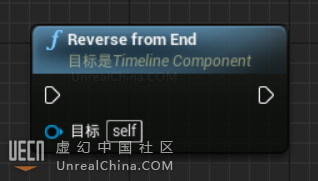 Reverse from End
目标是Timeline Component
UnrealChina.COM
目标 self
UECN 虚幻中国社区
UnrealChina.COM